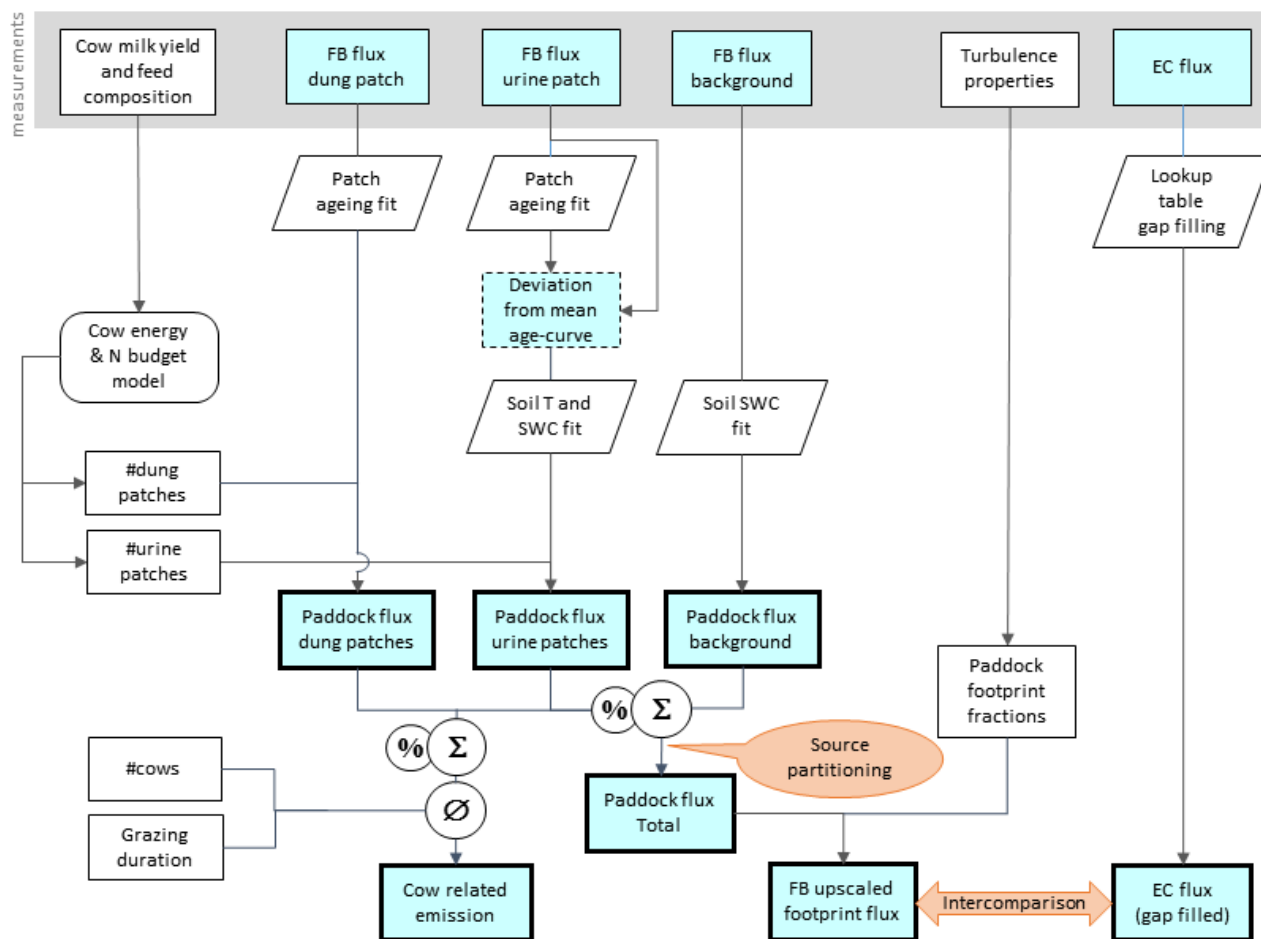 measurements
Cow milk yield
and feed
composition
FB flux
dung patch
FB flux
urine patch
FB flux
background
Turbulence
properties
EC flux
Patch
ageing fit
Patch
ageing fit
Lookup
table
gap filling
Deviation
from mean
age-curve
Cow energy
& N budget
model
Soil T and
SWC fit
Soil SWC
fit
#dung
patches
#urine
patches
Paddock flux
dung patches
Paddock flux
urine patches
Paddock flux
background
Paddock
footprint
fractions
% Σ
% Σ
#cows
Source
partitioning
Ø
Paddock flux
Total
Grazing
duration
Cow related
emission
FB upscaled
footprint flux
Intercomparison
EC flux
(gap filled)